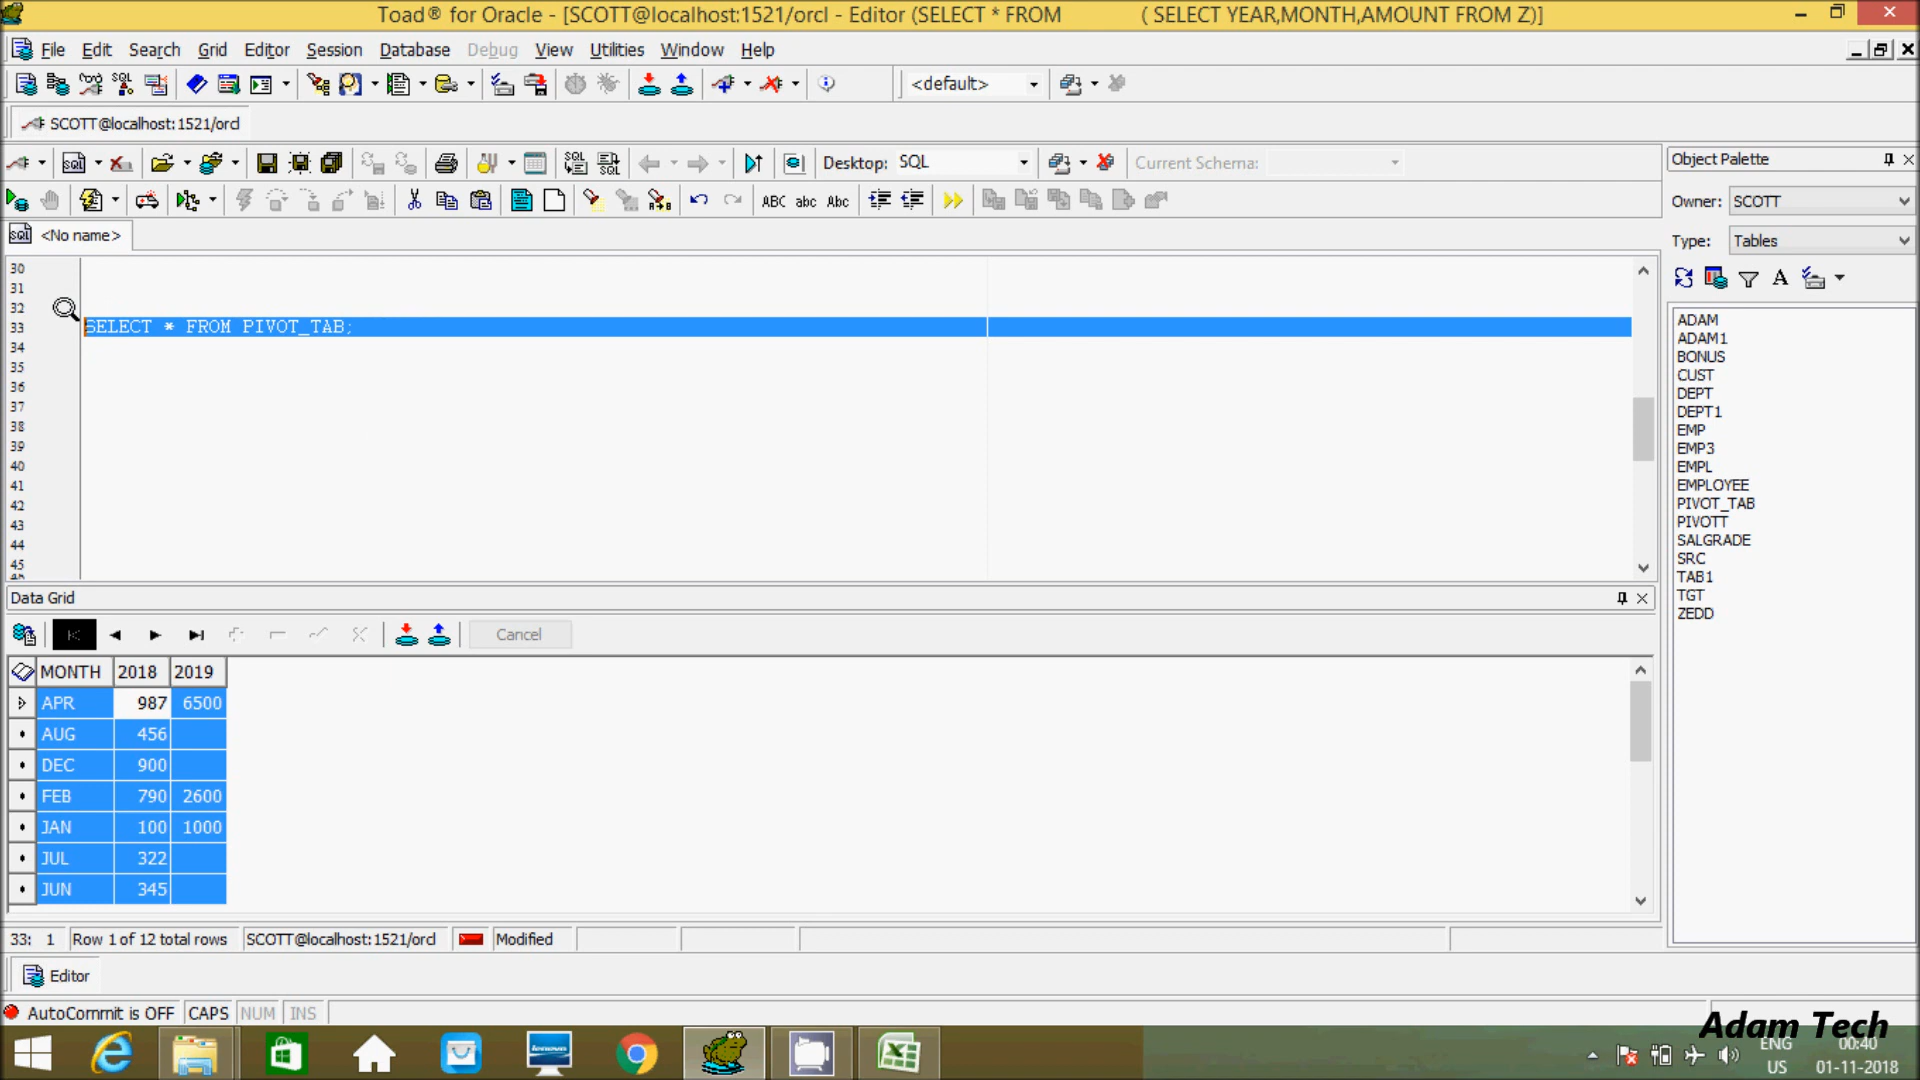 Toad® for Oracle - [SCOTT@localhost:1521/orcl - Editor (SELECT * FROM ( SELECT YEAR,MONTH,AMOUNT FROM Z)]
File Edit Search Grid Editor Session Database Debug View Utilities Window Help
SQL <default>
SCOTT@localhost:1521/orcl
SQL Desktop: SQL Current Schema:
ABC abc Abc
SQL <No name>
Object Palette
Owner: SCOTT
Type: Tables
A
30
31
32
33 SELECT * FROM PIVOT_TAB;
34
35
36
37
38
39
40
41
42
43
44
45
ADAM
ADAM1
BONUS
CUST
DEPT
DEPT1
EMP
EMP3
EMPL
EMPLOYEE
PIVOT_TAB
PIVOTT
SALGRADE
SRC
TAB1
TGT
ZEDD
Data Grid
Cancel
MONTH 2018 2019
APR 987 6500
AUG 456
DEC 900
FEB 790 2600
JAN 100 1000
JUL 322
JUN 345
33: 1 Row 1 of 12 total rows SCOTT@localhost:1521/orcl Modified
Editor
AutoCommit is OFF CAPS NUM INS
Adam Tech
ENG 00:40
US 01-11-2018